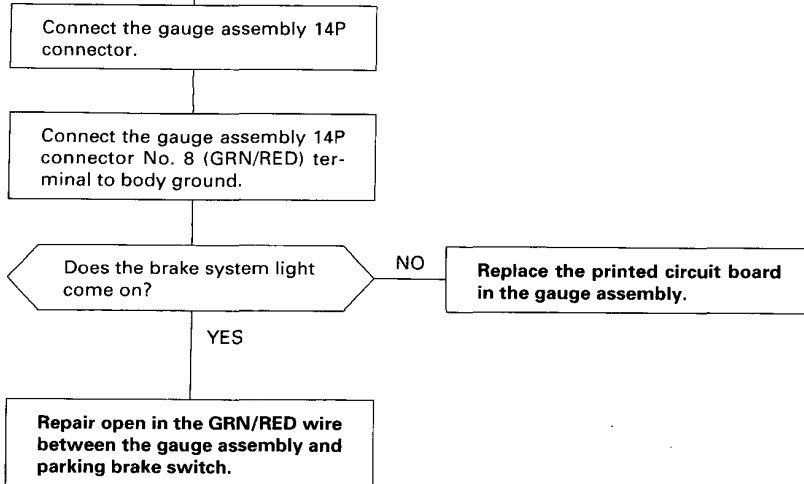 Connect the gauge assembly 14P
connector.
Connect the gauge assembly 14P
connector No. 8 (GRN/RED) ter-
minal to body ground.
Does the brake system light
come on?
NO
Replace the printed circuit board
in the gauge assembly.
YES
Repair open in the GRN/RED wire
between the gauge assembly and
parking brake switch.